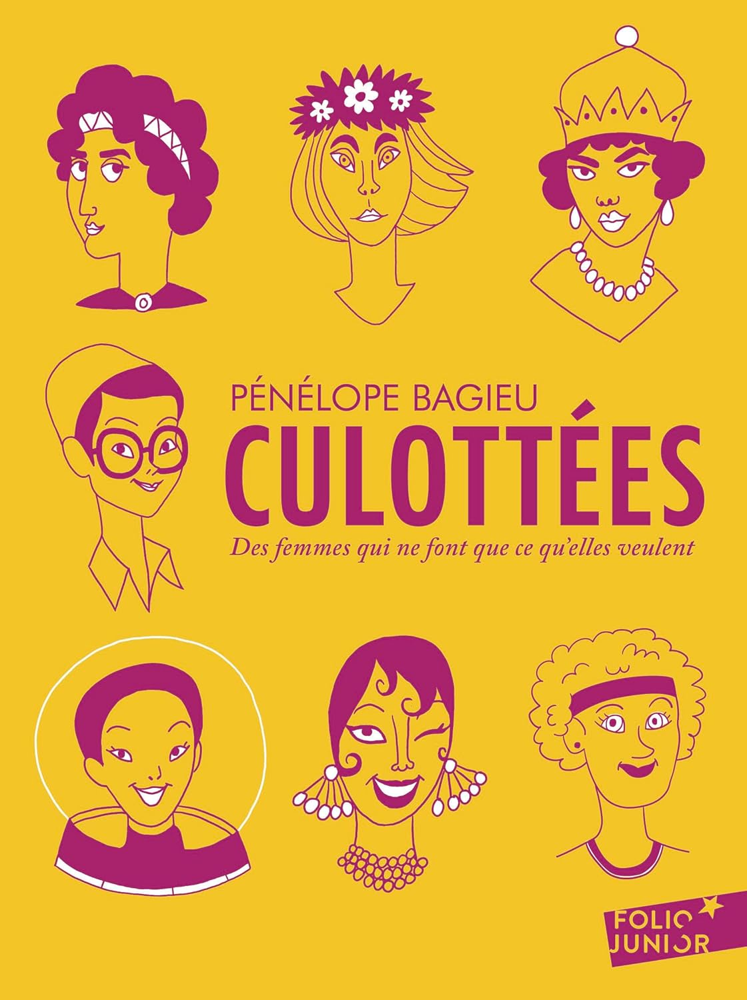 PÉNÉLOPE BAGIEU
CULOTTÉES
Des femmes qui ne font que ce qu'elles veulent
FOLIO
JUNIOR